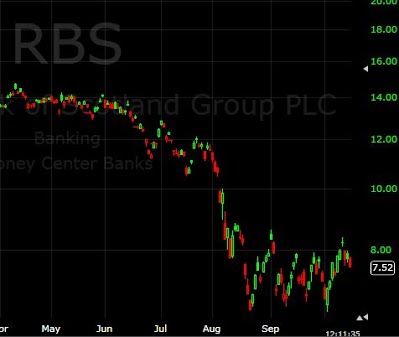 20.00
18.00
RBS
16.00
k of Scotland Group PLC
14.00
Banking
12.00
oney Center Banks
10.00
8.00
7.52
pr May Jun Jul Aug Sep
12:11:35